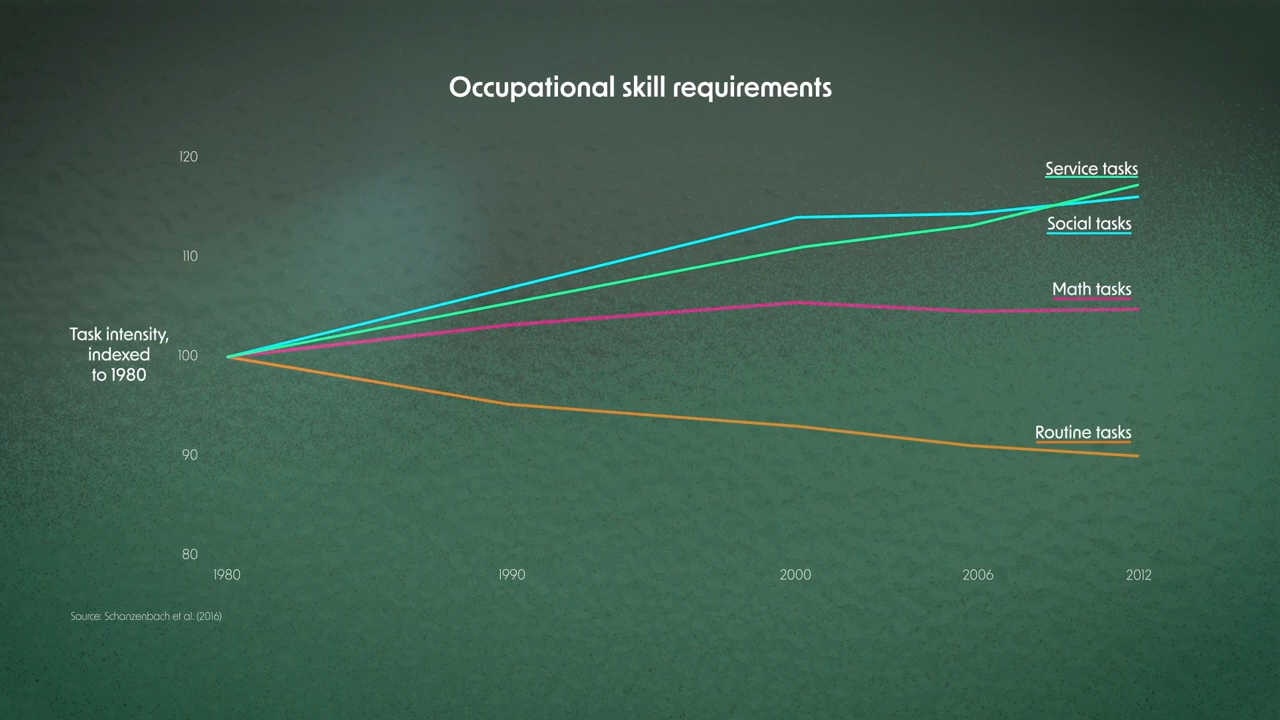 Occupational skill requirements
120
Service tasks
Social tasks
110
Math tasks
Task intensity,
indexed
to 1980
100
Routine tasks
90
80
1980 1990 2000 2006 2012
Source: Schanzenbach et al. (2016)